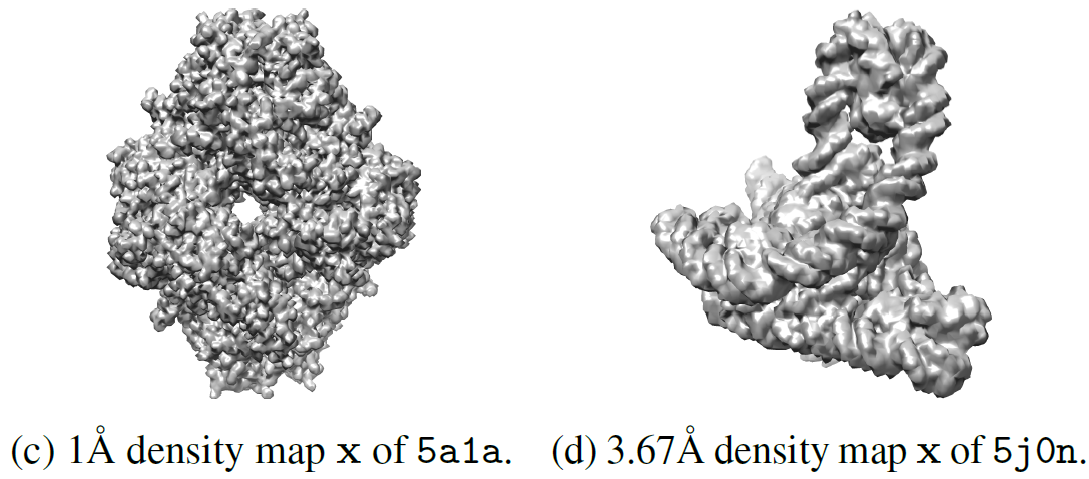 (c) 1Å density map x of 5a1a.
(d) 3.67Å density map x of 5j0n.